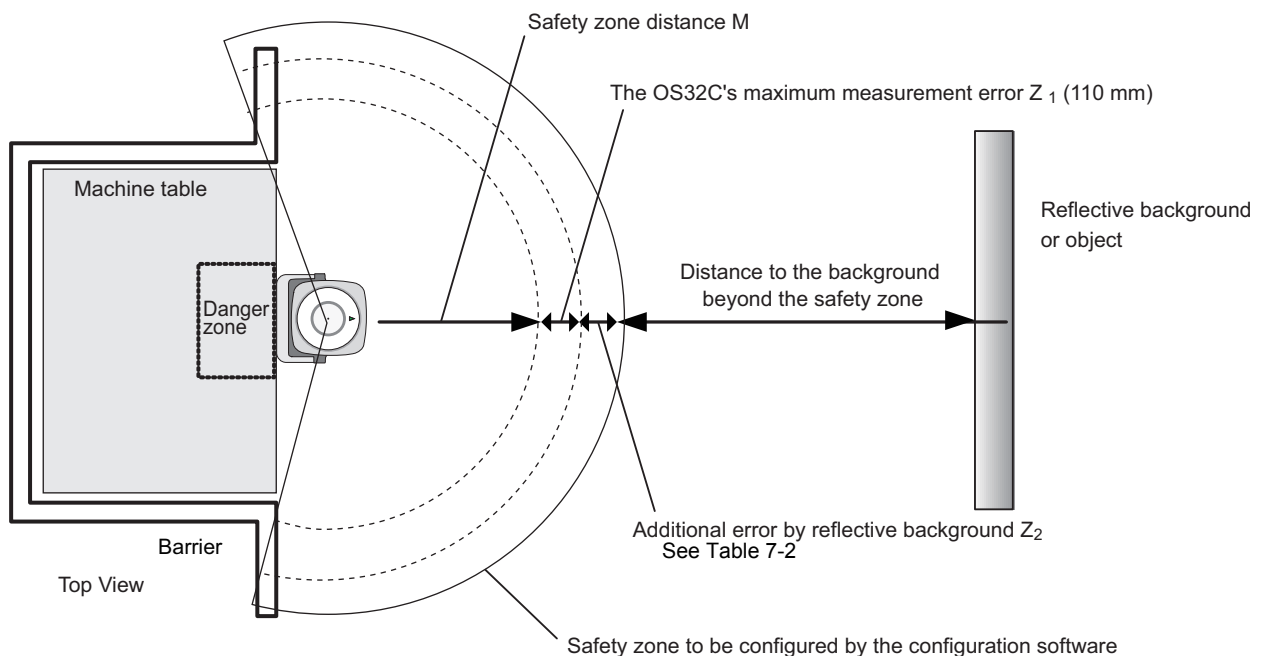 Safety zone distance M
The OS32C's maximum measurement error Z 1 (110 mm)
Machine table
Reflective background
or object
Distance to the background
beyond the safety zone
Danger
zone
Additional error by reflective background Z2
See Table 7-2
Barrier
Top View
Safety zone to be configured by the configuration software